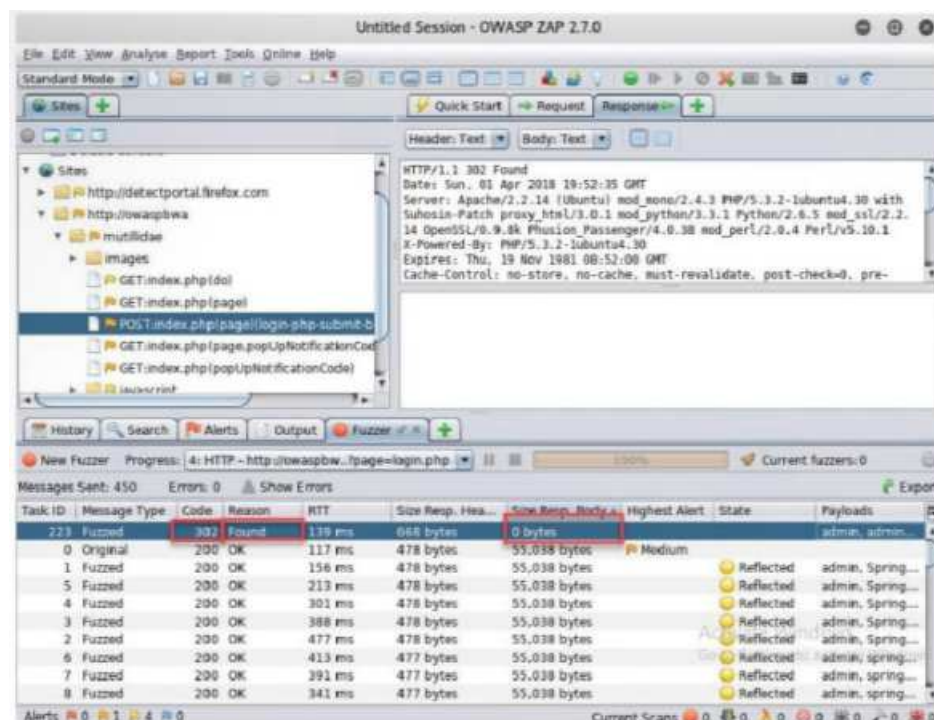 Untitled Session - OWASP ZAP 2.7.0
File Edit View Analyse Report Tools Online Help
Standard Mode
Sites
Quick Start Request Response
Header: Text Body: Text
Sites
http://detectportal.firefox.com
http://owaspbwa
mutillidae
images
GET:index.php(do)
GET:index.php(page)
POST:index.php(page)(login-php-submit-b
GET:index.php(page,popUpNotificationCod
GET:index.php(popUpNotificationCode)
javascript
HTTP/1.1 302 Found
Date: Sun, 01 Apr 2018 19:52:35 GMT
Server: Apache/2.2.14 (Ubuntu) mod_mono/2.4.3 PHP/5.3.2-1ubuntu4.30 with
Suhosin-Patch proxy_html/3.0.1 mod_python/3.3.1 Python/2.6.5 mod_ssl/2.2.
14 OpenSSL/0.9.8k Phusion_Passenger/4.0.38 mod_perl/2.0.4 Perl/v5.10.1
X-Powered-By: PHP/5.3.2-1ubuntu4.30
Expires: Thu, 19 Nov 1981 08:52:00 GMT
Cache-Control: no-store, no-cache, must-revalidate, post-check=0, pre-
History Search Alerts Output Fuzzer
New Fuzzer Progress: 4: HTTP - http://owaspbw..?page=login.php 100% Current fuzzers: 0
Messages Sent: 450 Errors: 0 Show Errors Expor
Task ID Message Type Code Reason RTT Size Resp. Hea... Size Resp. Body Highest Alert State Payloads
223 Fuzzed 302 Found 139 ms 668 bytes 0 bytes admin, admin...
0 Original 200 OK 117 ms 478 bytes 55,038 bytes Medium
1 Fuzzed 200 OK 156 ms 478 bytes 55,038 bytes Reflected admin, Spring...
5 Fuzzed 200 OK 213 ms 478 bytes 55,038 bytes Reflected admin, Spring...
4 Fuzzed 200 OK 301 ms 478 bytes 55,038 bytes Reflected admin, Spring...
3 Fuzzed 200 OK 388 ms 478 bytes 55,038 bytes Reflected admin, Spring...
2 Fuzzed 200 OK 477 ms 478 bytes 55,038 bytes Reflected admin, Spring...
6 Fuzzed 200 OK 413 ms 477 bytes 55,038 bytes Reflected admin, spring...
7 Fuzzed 200 OK 391 ms 477 bytes 55,038 bytes Reflected admin, spring...
8 Fuzzed 200 OK 341 ms 477 bytes 55,038 bytes Reflected admin, spring...
Alerts 0 1 4 0 Current Scans 0 0 0 0 0 0